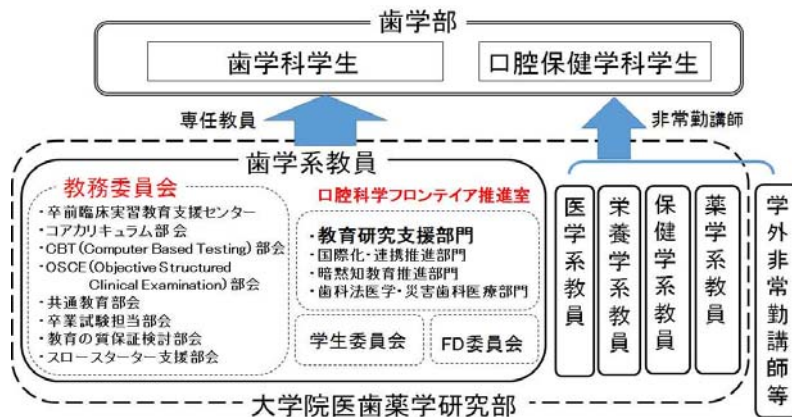 歯学部
歯学科学生
口腔保健学科学生
専任教員
非常勤講師
歯学系教員
教務委員会
・卒前臨床実習教育支援センター
・コアカリキュラム部会
・CBT(Computer Based Testing)部会
・OSCE(Objective Structured
Clinical Examination)部会
・共通教育部会
・卒業試験担当部会
・教育の質保証検討部会
・スロースターター支援部会
口腔科学フロンテイア推進室
・教育研究支援部門
・国際化・連携推進部門
・暗黙知教育推進部門
・歯科法医学・災害歯科医療部門
学生委員会
FD委員会
医学系教員
栄養学系教員
保健学系教員
薬学系教員
学外非常勤講師等
大学院医歯薬学研究部